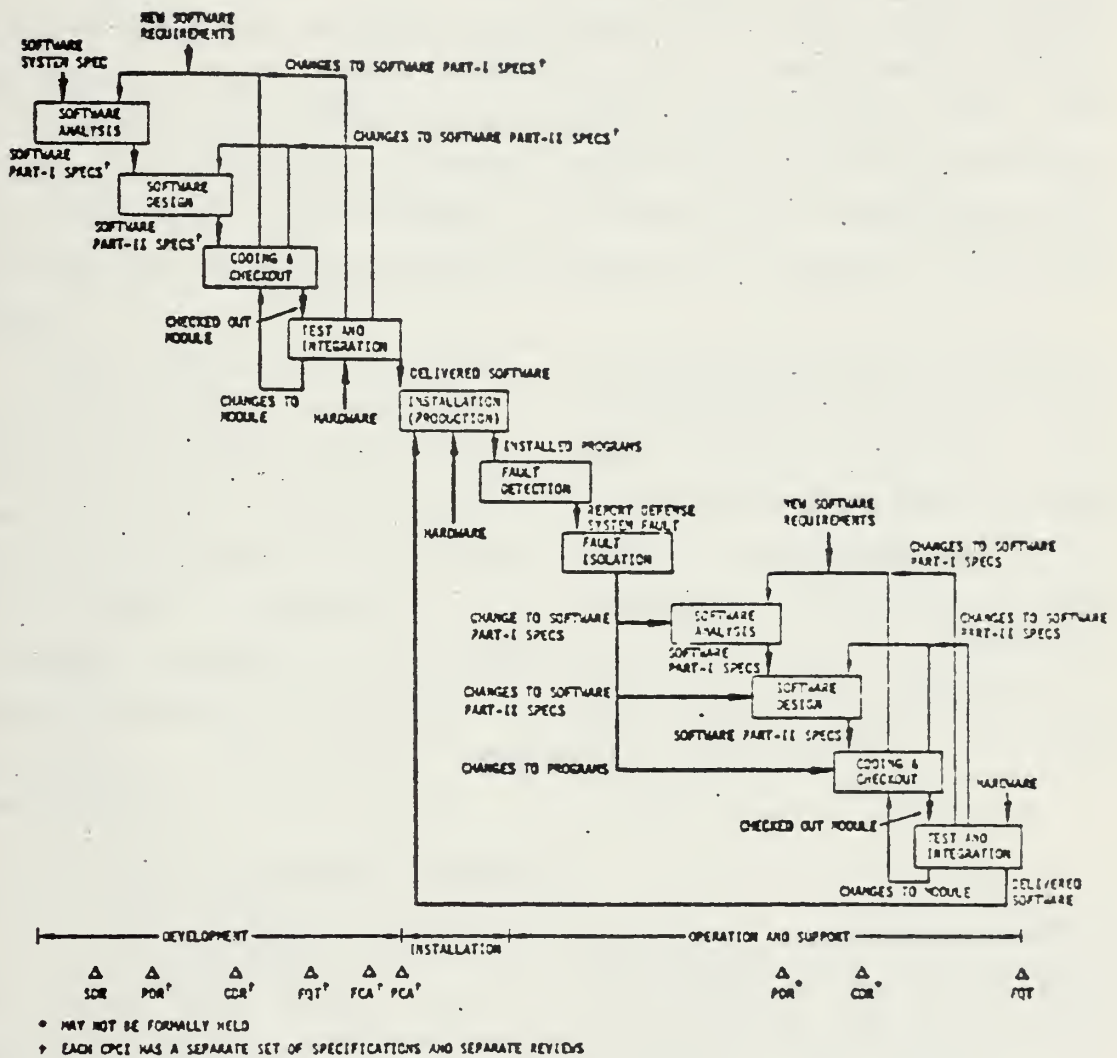 NEW SOFTWARE
REQUIREMENTS
SOFTWARE
SYSTEM SPEC
CHANGES TO SOFTWARE PART-I SPECS†
SOFTWARE
ANALYSIS
CHANGES TO SOFTWARE PART-II SPECS†
SOFTWARE
PART-I SPECS†
SOFTWARE
DESIGN
SOFTWARE
PART-II SPECS†
CODING &
CHECKOUT
CHECKED OUT
MODULE
TEST AND
INTEGRATION
DELIVERED SOFTWARE
CHANGES TO
MODULE
HARDWARE
INSTALLATION
(PRODUCTION)
INSTALLED PROGRAMS
FAULT
DETECTION
HARDWARE
REPORT DEFENSE
SYSTEM FAULT
FAULT
ISOLATION
NEW SOFTWARE
REQUIREMENTS
CHANGES TO SOFTWARE
PART-I SPECS
CHANGE TO SOFTWARE
PART-I SPECS
SOFTWARE
ANALYSIS
CHANGES TO SOFTWARE
PART-II SPECS
SOFTWARE
PART-I SPECS
CHANGES TO SOFTWARE
PART-II SPECS
SOFTWARE
DESIGN
SOFTWARE PART-II SPECS
CHANGES TO PROGRAMS
CODING &
CHECKOUT
HARDWARE
CHECKED OUT MODULE
TEST AND
INTEGRATION
CHANGES TO MODULE
DELIVERED
SOFTWARE
DEVELOPMENT
INSTALLATION
OPERATION AND SUPPORT
SDR PDR† CDR† FQT† FCA† PCA† PDR* CDR* FQT
* MAY NOT BE FORMALLY HELD
† EACH CPCI HAS A SEPARATE SET OF SPECIFICATIONS AND SEPARATE REVIEWS